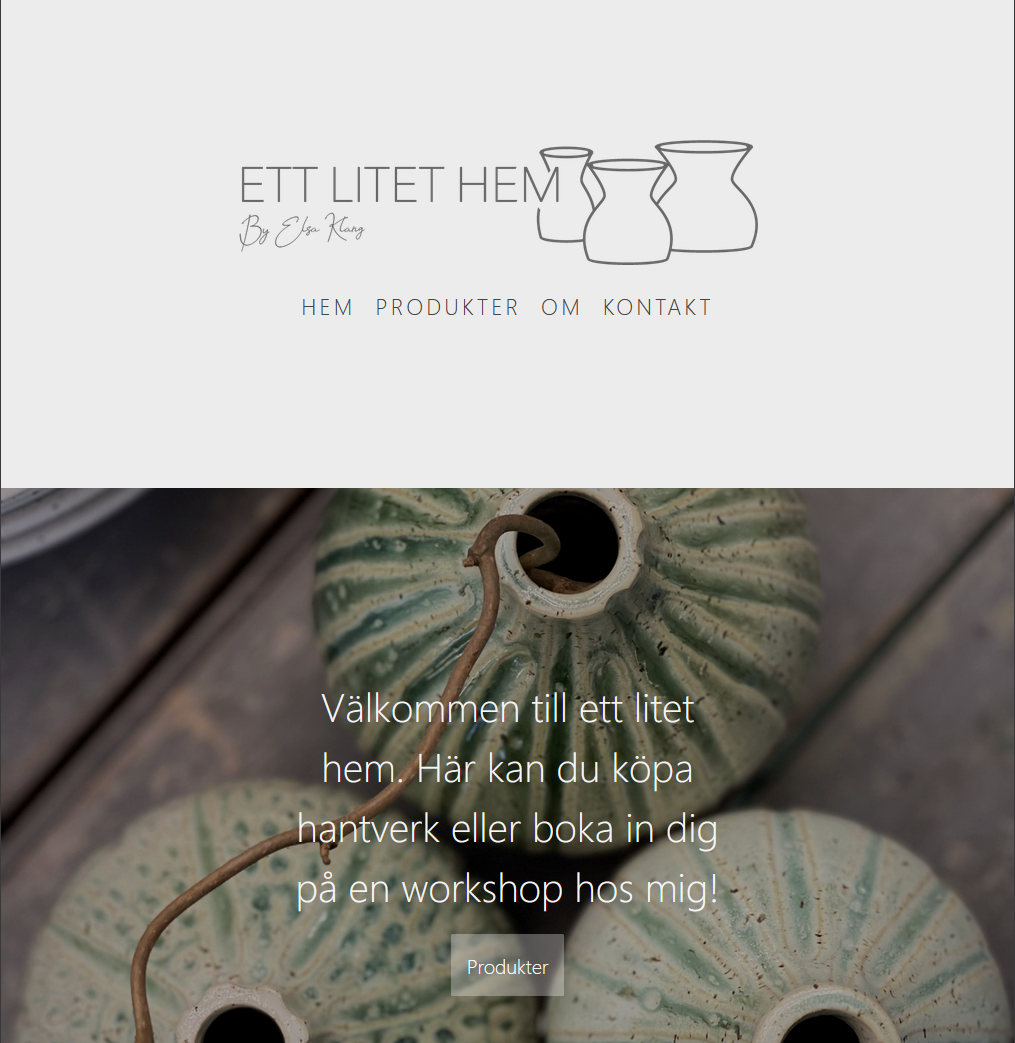 ETT LITET HEM
By Elsa Klang
HEM PRODUKTER OM KONTAKT
Välkommen till ett litet
hem. Här kan du köpa
hantverk eller boka in dig
på en workshop hos mig!
Produkter